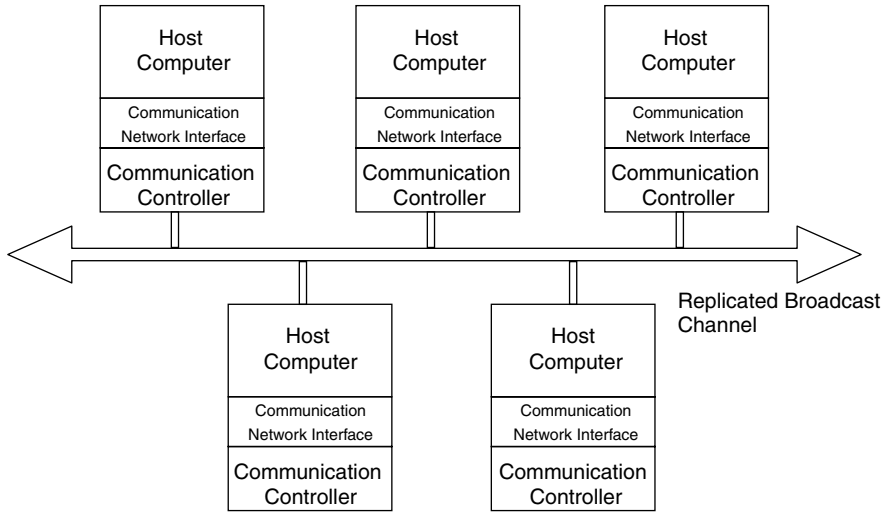 Host
Computer
Communication
Network Interface
Communication
Controller
Host
Computer
Communication
Network Interface
Communication
Controller
Host
Computer
Communication
Network Interface
Communication
Controller
Replicated Broadcast
Channel
Host
Computer
Communication
Network Interface
Communication
Controller
Host
Computer
Communication
Network Interface
Communication
Controller